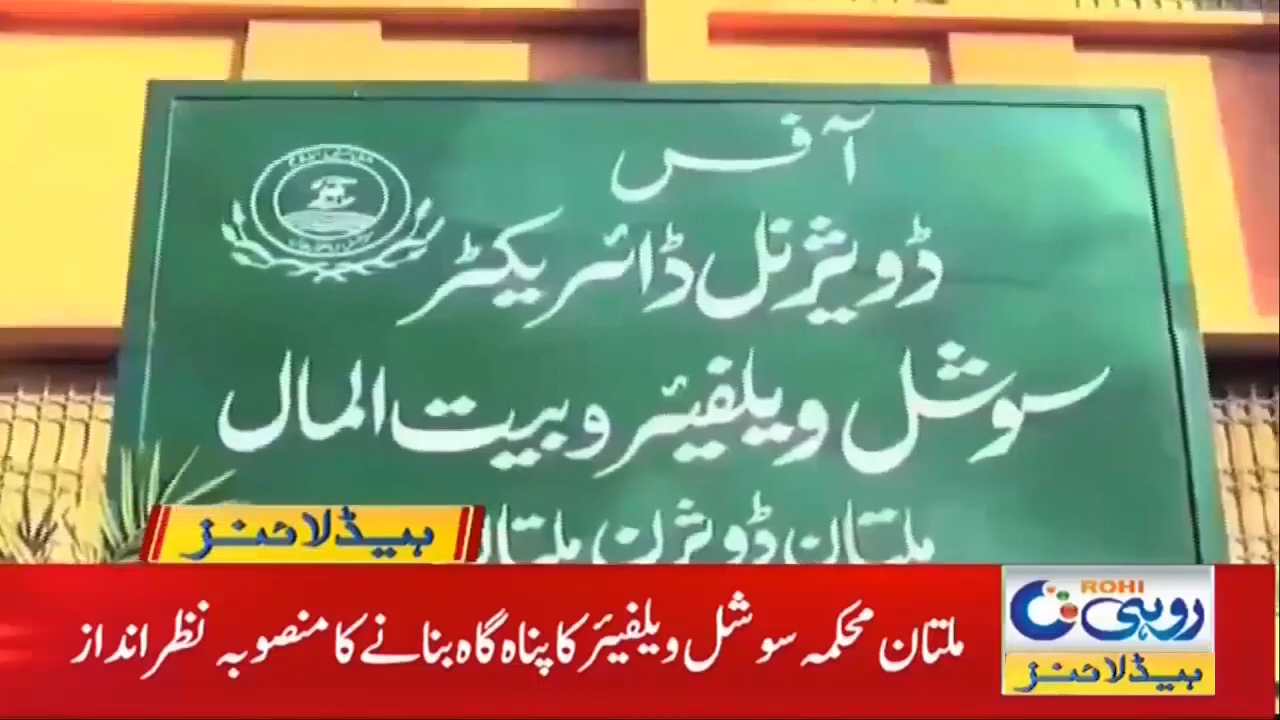 آفس
ڈویژنل ڈائریکٹر
سوشل ویلفیئر و بیت المال
ملتان ڈویژن ملتان
ہیڈلائنز
ملتان محکمہ سوشل ویلفیئر کا پناہ گاہ بنانے کا منصوبہ نظر انداز
ROHI
روہی
ہیڈلائنز